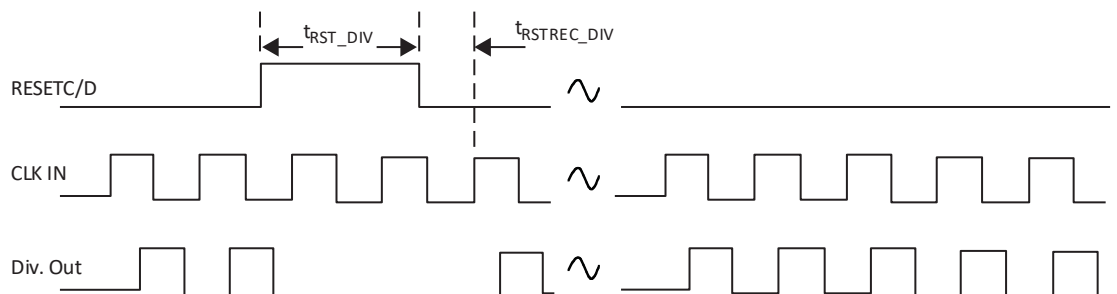 tRST_DIV
tRSTREC_DIV
RESETC/D
CLK IN
Div. Out